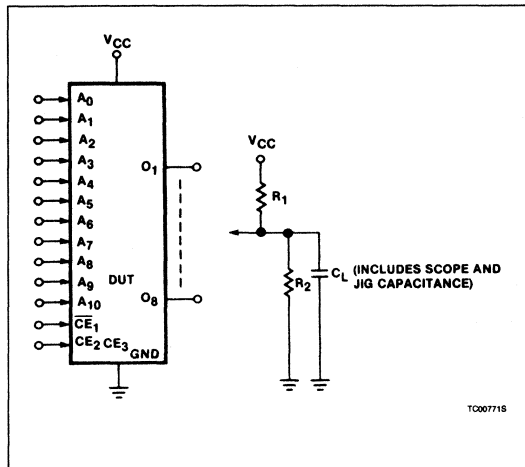 VCC
A0
A1
A2
A3
A4
A5
A6
A7
A8
A9
A10
CE1
CE2 CE3
GND
DUT
O1
O8
VCC
R1
R2
CL (INCLUDES SCOPE AND
JIG CAPACITANCE)
TC00771S